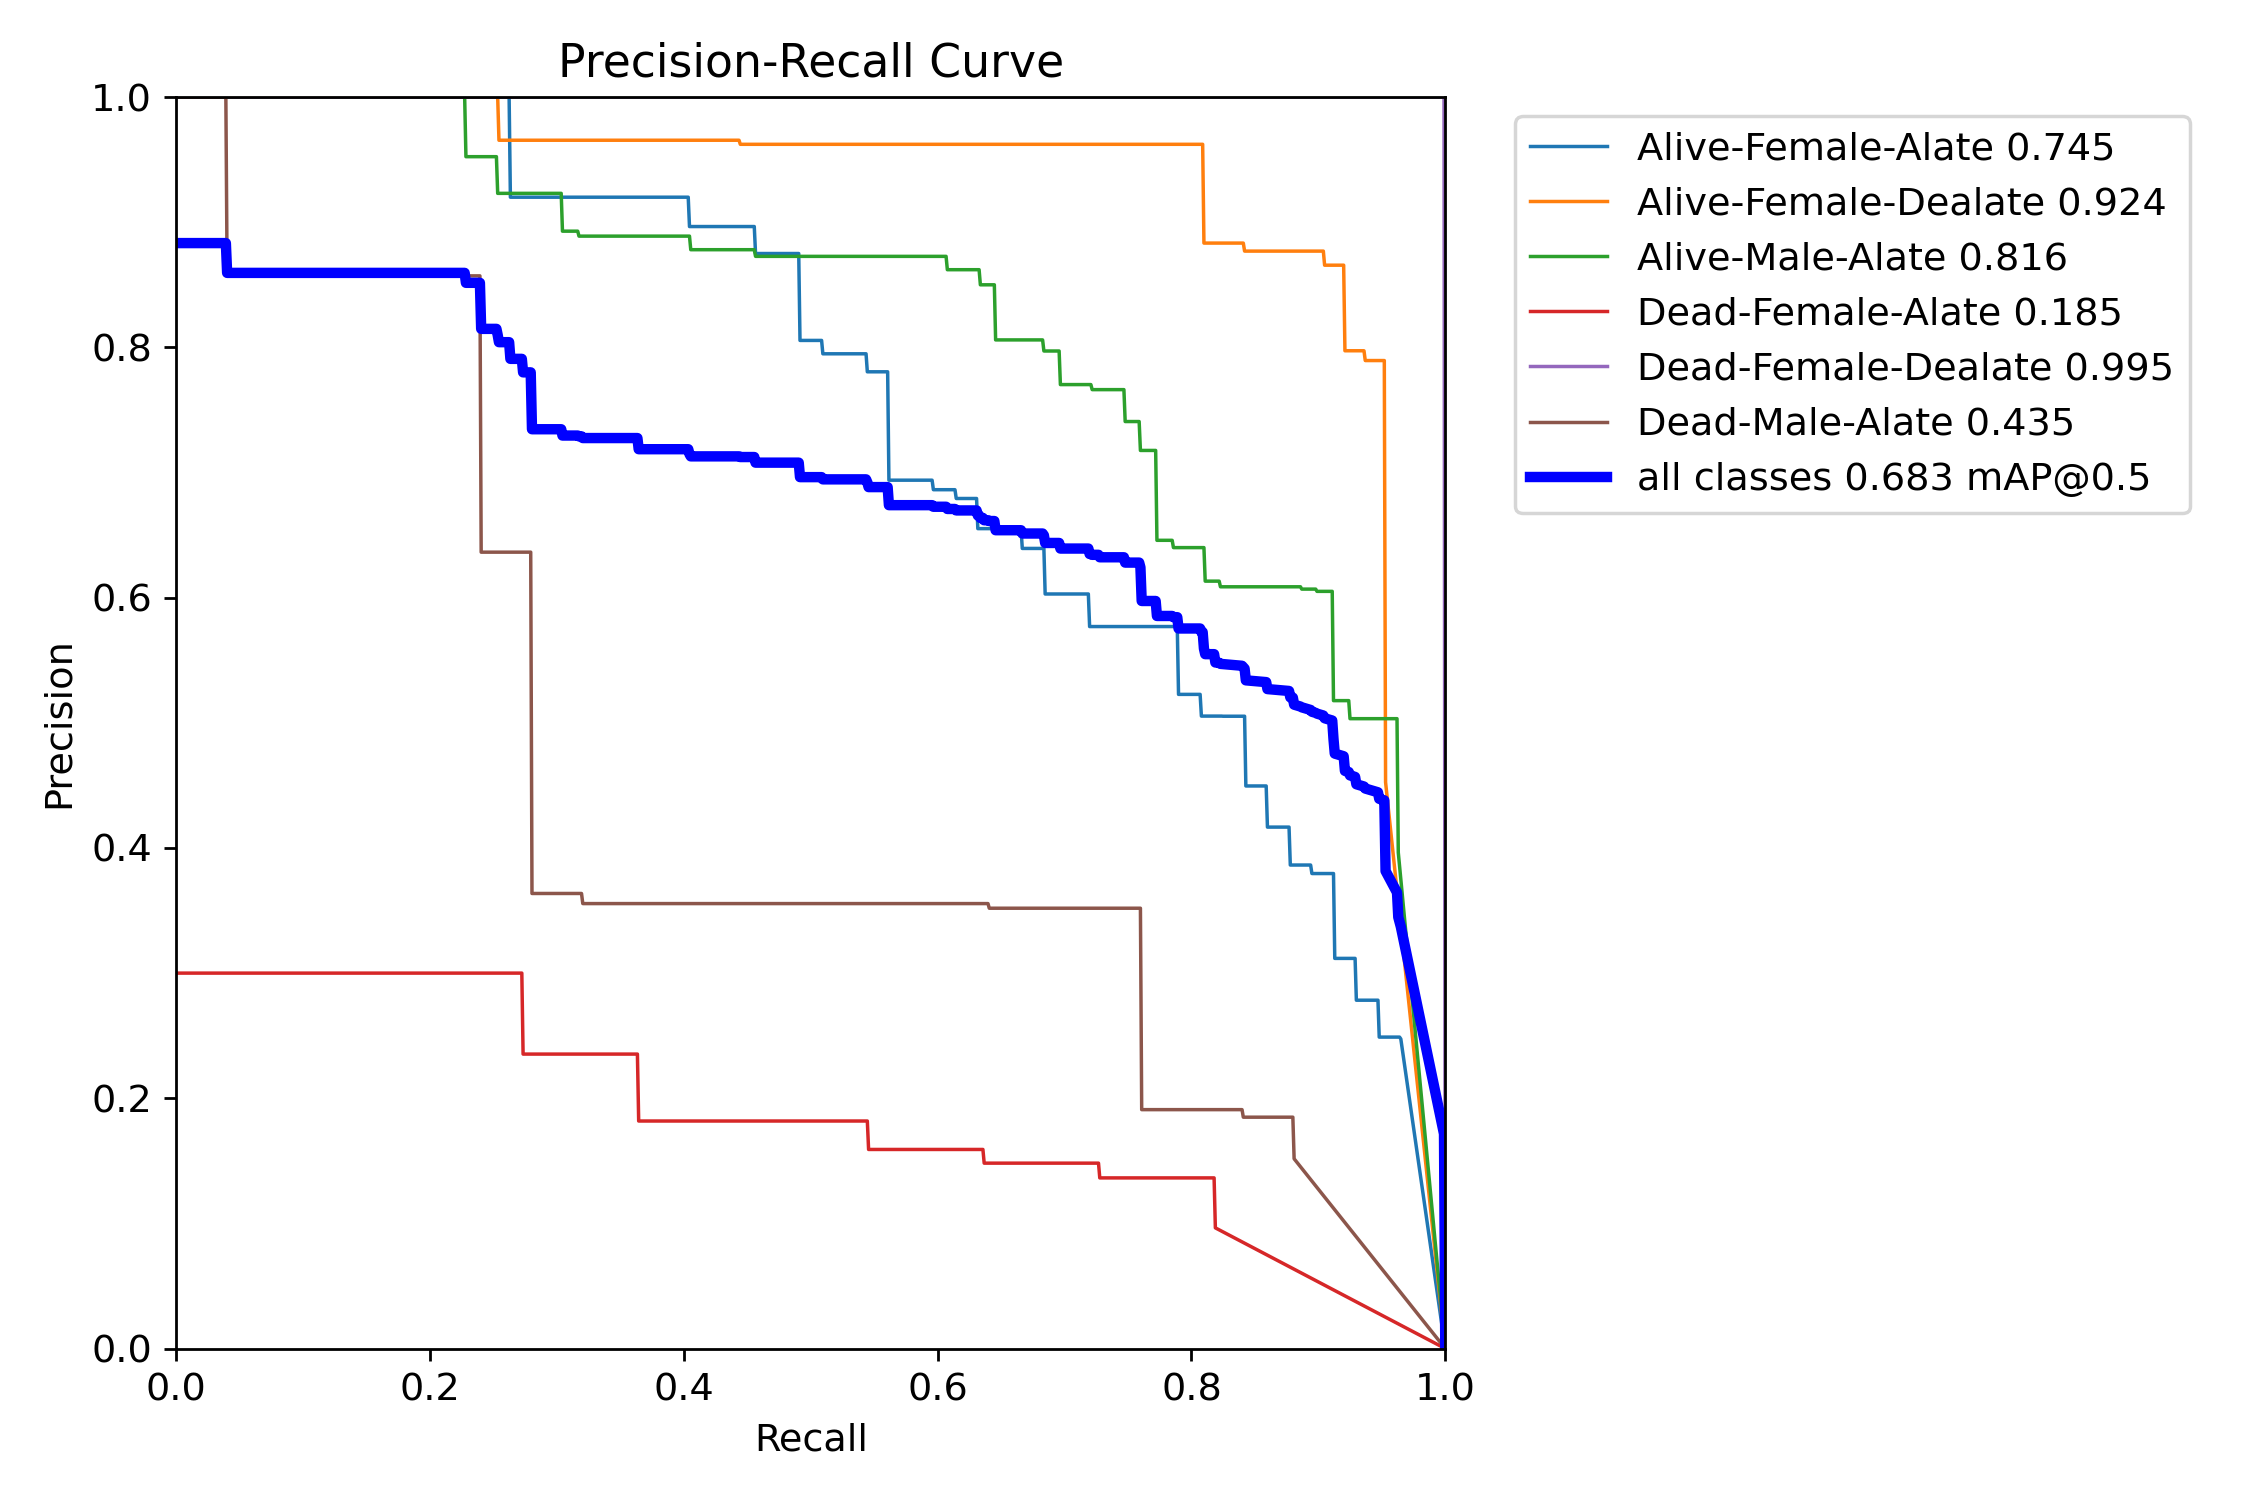 Precision-Recall Curve
1.0
0.8
0.6
0.4
0.2
0.0
Precision
0.0 0.2 0.4 0.6 0.8 1.0
Recall
Alive-Female-Alate 0.745
Alive-Female-Dealate 0.924
Alive-Male-Alate 0.816
Dead-Female-Alate 0.185
Dead-Female-Dealate 0.995
Dead-Male-Alate 0.435
all classes 0.683 mAP@0.5